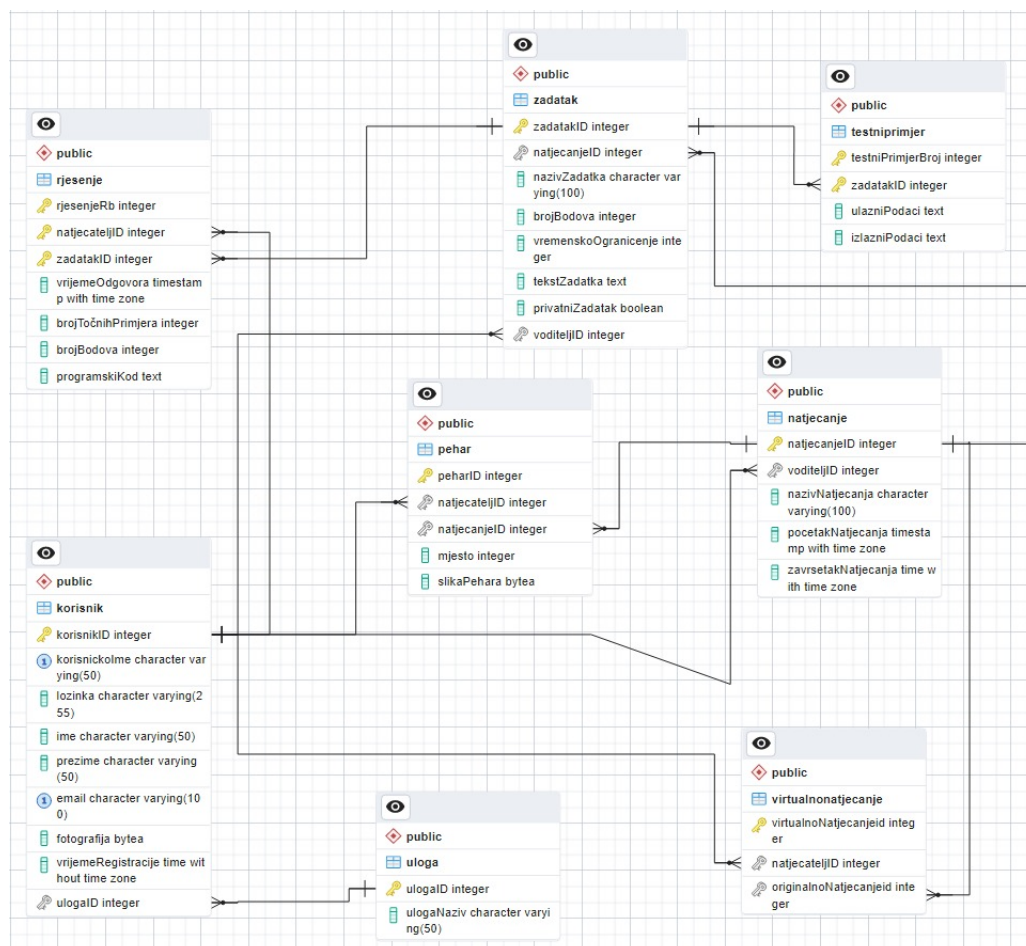 public
zadatak
zadatakID integer
natjecanjeID integer
nazivZadatka character var
ying(100)
brojBodova integer
vremenskoOgranicenje inte
ger
tekstZadatka text
privatniZadatak boolean
voditeljID integer
public
testniprimjer
testniPrimjerBroj integer
zadatakID integer
ulazniPodaci text
izlazniPodaci text
public
rjesenje
rjesenjeRb integer
natjecateljID integer
zadatakID integer
vrijemeOdgovora timestam
p with time zone
brojTočnihPrimjera integer
brojBodova integer
programskiKod text
public
pehar
peharID integer
natjecateljID integer
natjecanjeID integer
mjesto integer
slikaPehara bytea
public
natjecanje
natjecanjeID integer
voditeljID integer
nazivNatjecanja character
varying(100)
pocetakNatjecanja timesta
mp with time zone
zavrsetakNatjecanja time w
ith time zone
public
korisnik
korisnikID integer
1
korisnickoIme character var
ying(50)
lozinka character varying(2
55)
ime character varying(50)
prezime character varying
(50)
1
email character varying(10
0)
fotografija bytea
vrijemeRegistracije time wit
hout time zone
ulogaID integer
public
uloga
ulogaID integer
ulogaNaziv character varyi
ng(50)
public
virtualnonatjecanje
virtualnoNatjecanjeid integ
er
natjecateljID integer
originalnoNatjecanjeid inte
ger